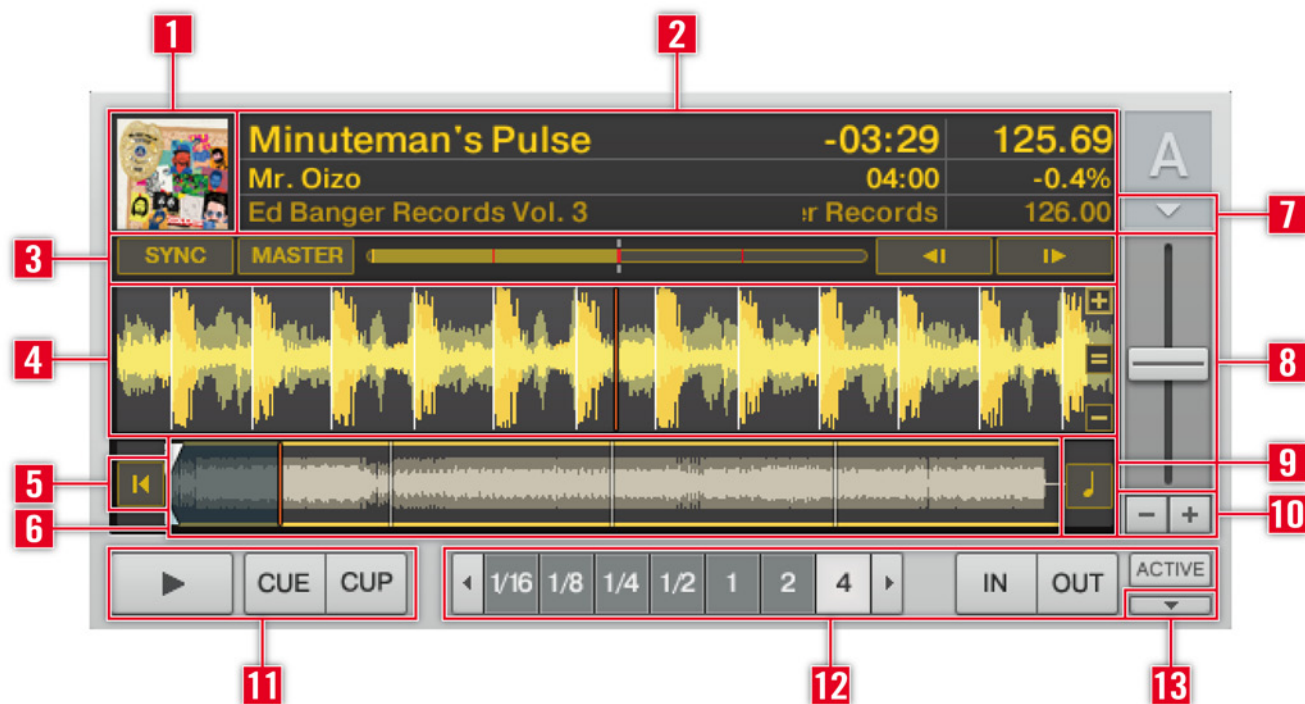 1
2
Minuteman's Pulse -03:29 125.69
A
Mr. Oizo 04:00 -0.4%
Ed Banger Records Vol. 3 :r Records 126.00
7
3
SYNC MASTER
4
+
=
-
8
5
9
6
- +
10
CUE CUP
1/16 1/8 1/4 1/2 1 2 4
IN OUT
ACTIVE
11
12
13